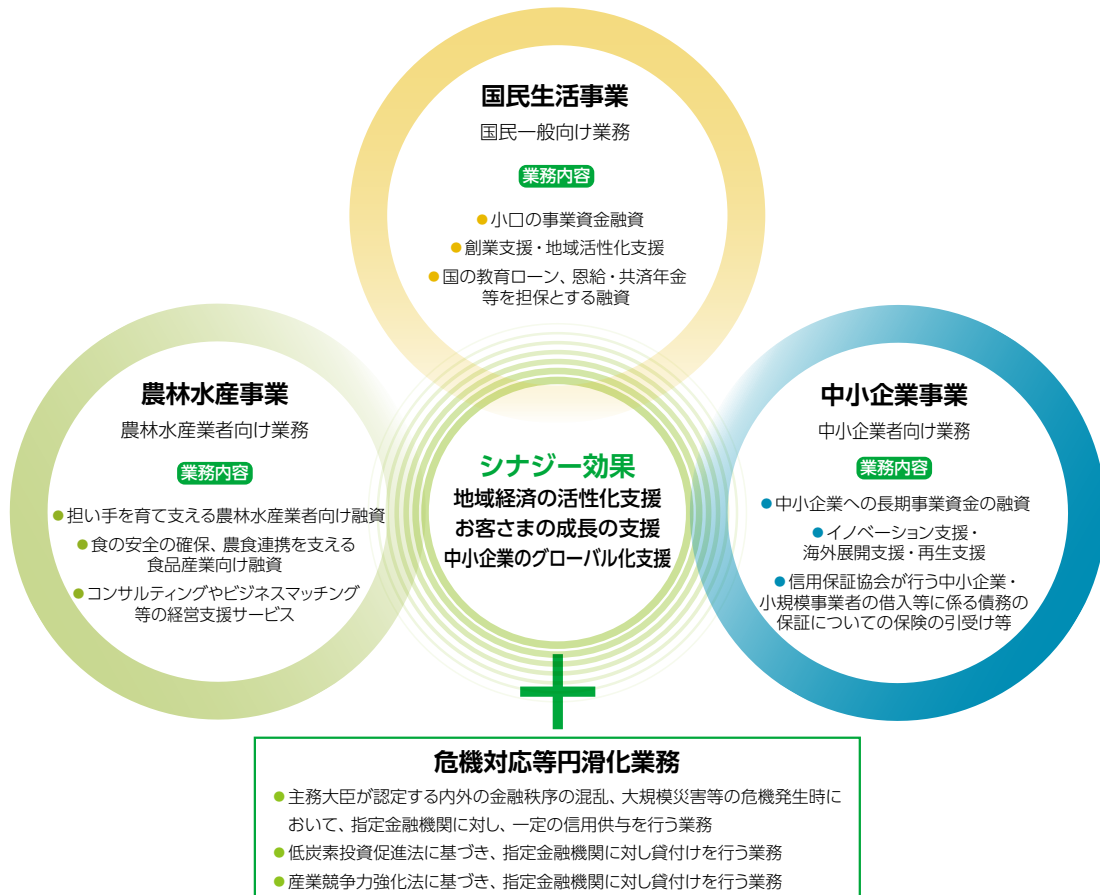 国民生活事業
国民一般向け業務
業務内容
●小口の事業資金融資
●創業支援・地域活性化支援
●国の教育ローン、恩給・共済年金
等を担保とする融資
農林水産事業
農林水産業者向け業務
業務内容
●担い手を育て支える農林水産業者向け融資
●食の安全の確保、農食連携を支える
食品産業向け融資
●コンサルティングやビジネスマッチング
等の経営支援サービス
シナジー効果
地域経済の活性化支援
お客さまの成長の支援
中小企業のグローバル化支援
中小企業事業
中小企業者向け業務
業務内容
●中小企業への長期事業資金の融資
●イノベーション支援・
海外展開支援・再生支援
●信用保証協会が行う中小企業・
小規模事業者の借入等に係る債務の
保証についての保険の引受け等
危機対応等円滑化業務
●主務大臣が認定する内外の金融秩序の混乱、大規模災害等の危機発生時に
おいて、指定金融機関に対し、一定の信用供与を行う業務
●低炭素投資促進法に基づき、指定金融機関に対し貸付けを行う業務
●産業競争力強化法に基づき、指定金融機関に対し貸付けを行う業務